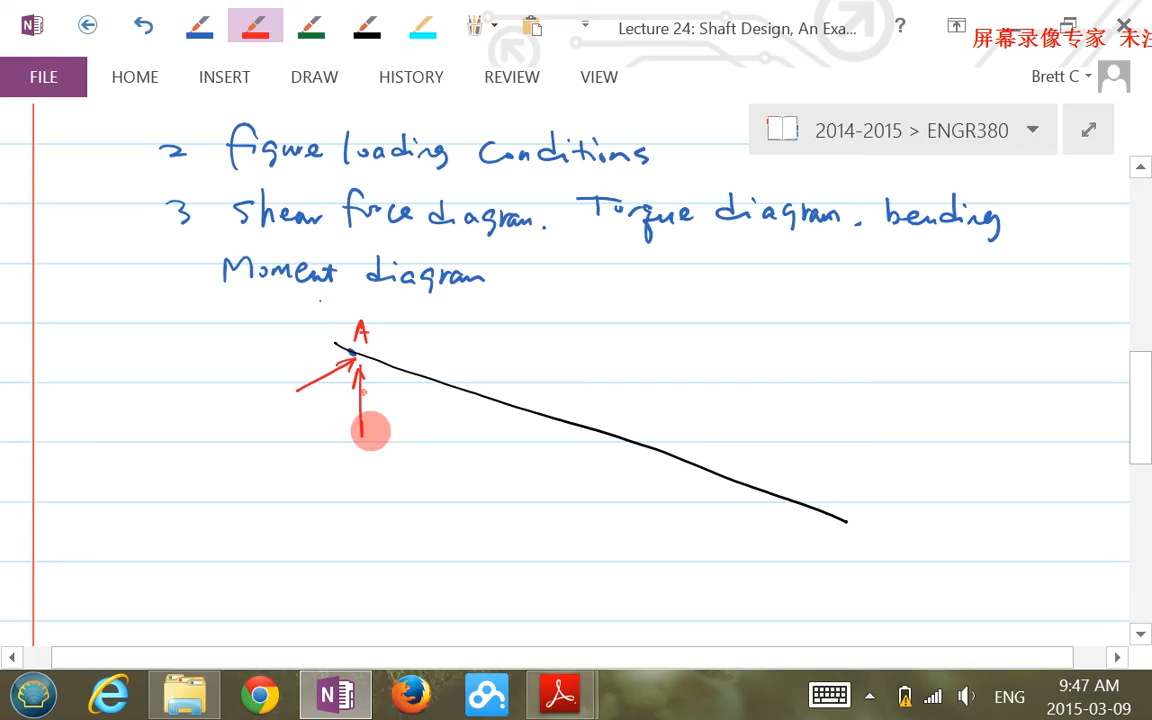 Lecture 24: Shaft Design, An Exa...
?
屏幕录像专家 未
FILE
HOME
INSERT
DRAW
HISTORY
REVIEW
VIEW
Brett C
2014-2015 > ENGR380
2 figure loading conditions
3 Shear force diagram. Torque diagram. bending
Moment diagram
A
ENG
9:47 AM
2015-03-09